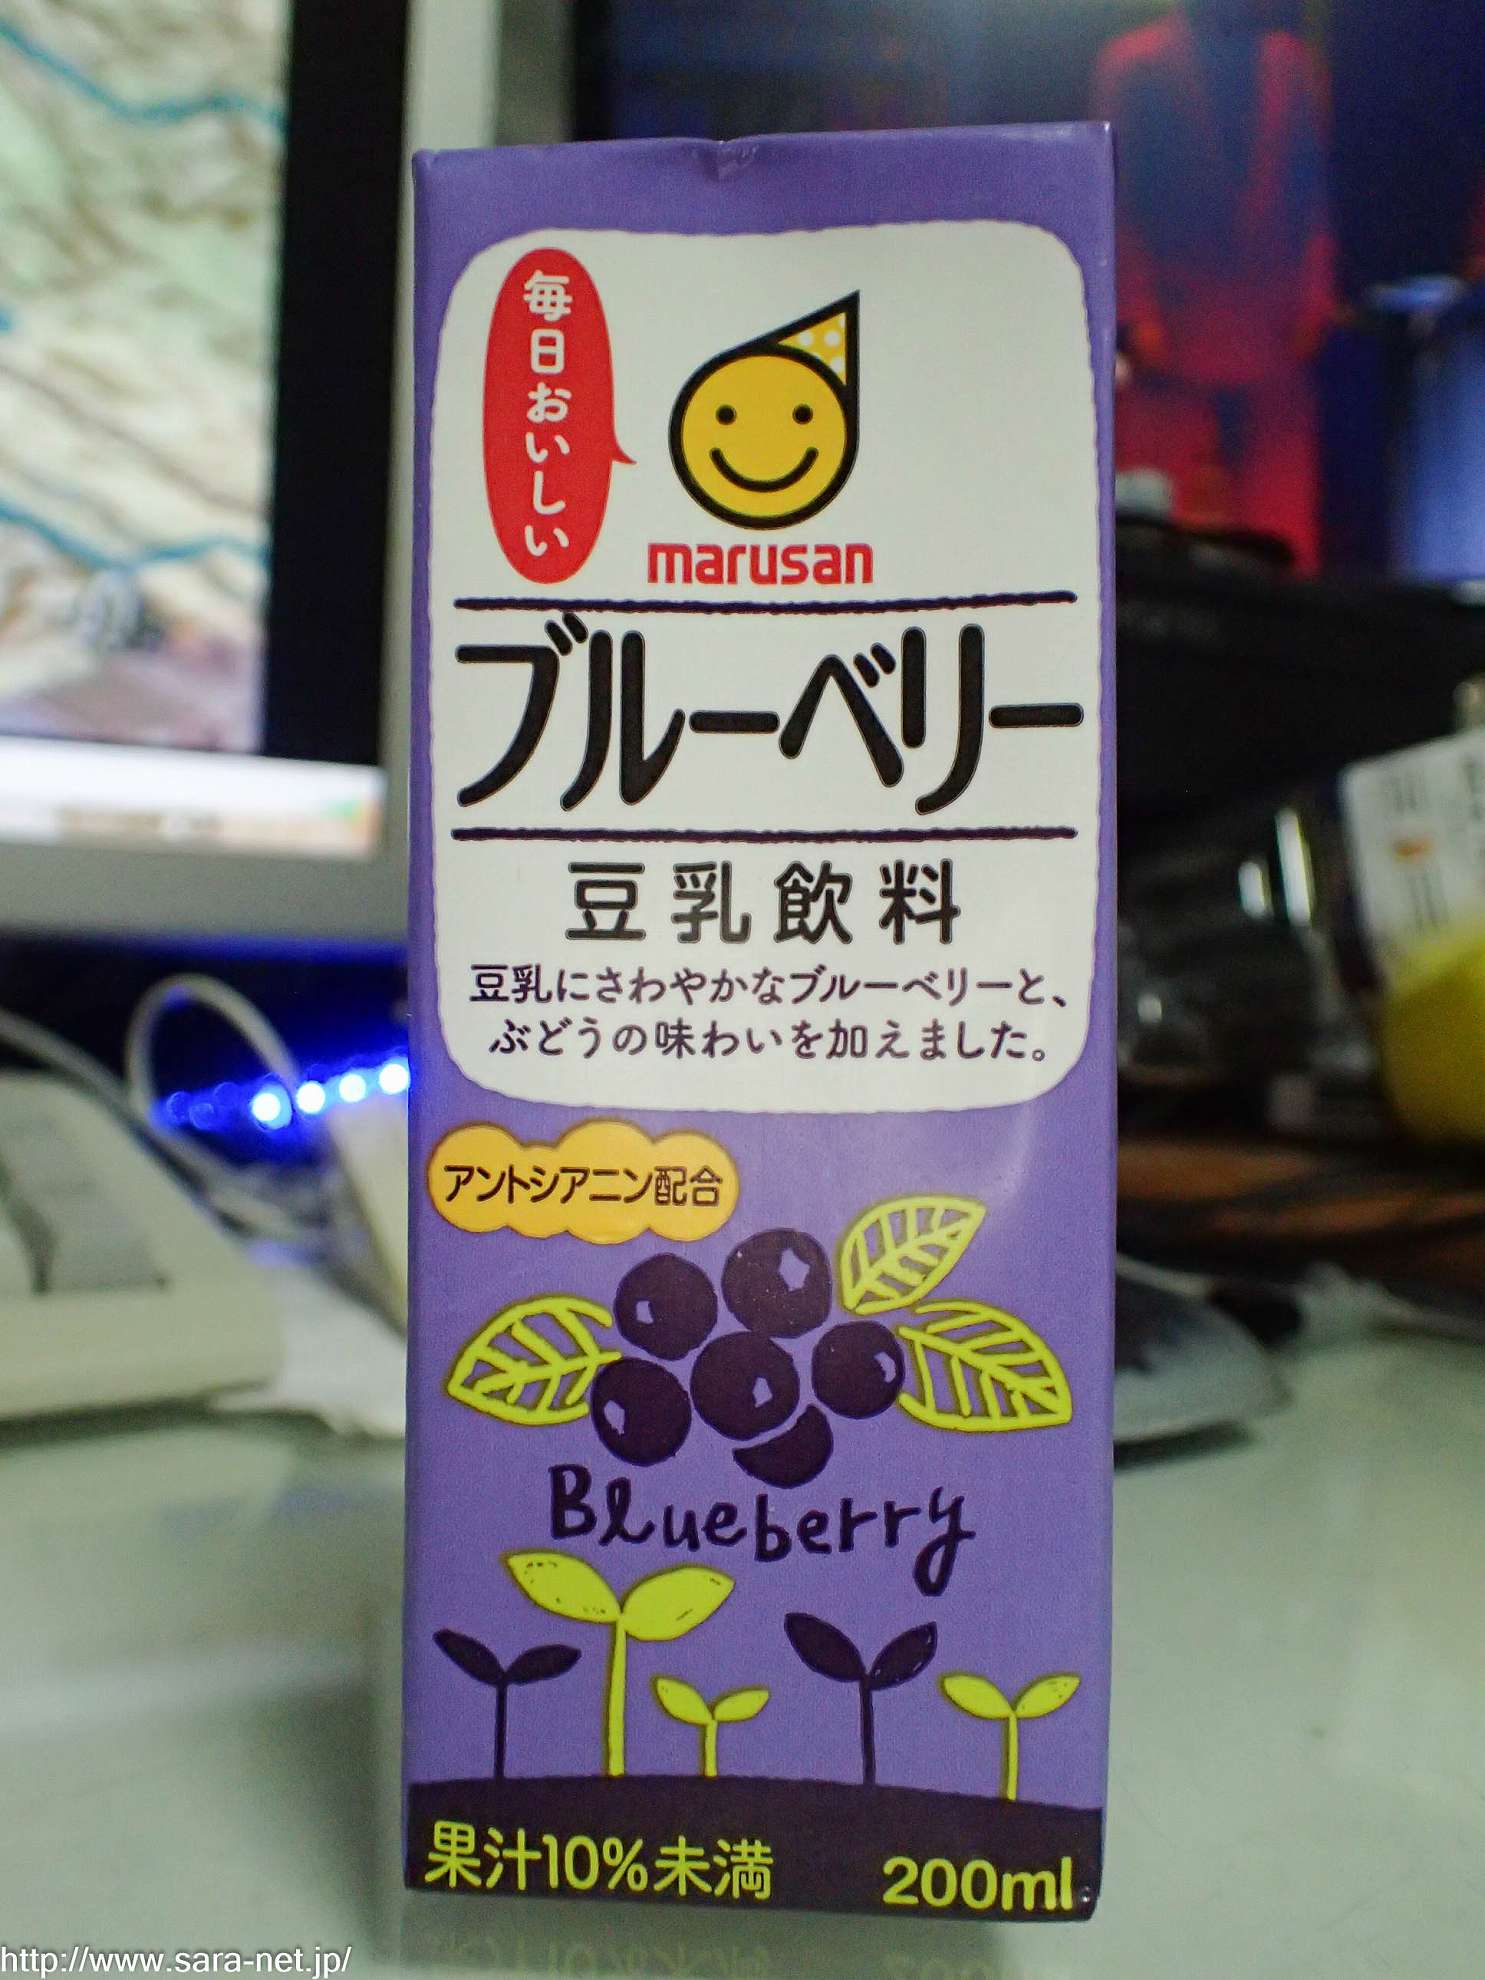 毎日おいしい
marusan
ブルーベリー
豆乳飲料
豆乳にさわやかなブルーベリーと、
ぶどうの味わいを加えました。
アントシアニン配合
Blueberry
果汁10%未満 200ml
http://www.sara-net.jp/